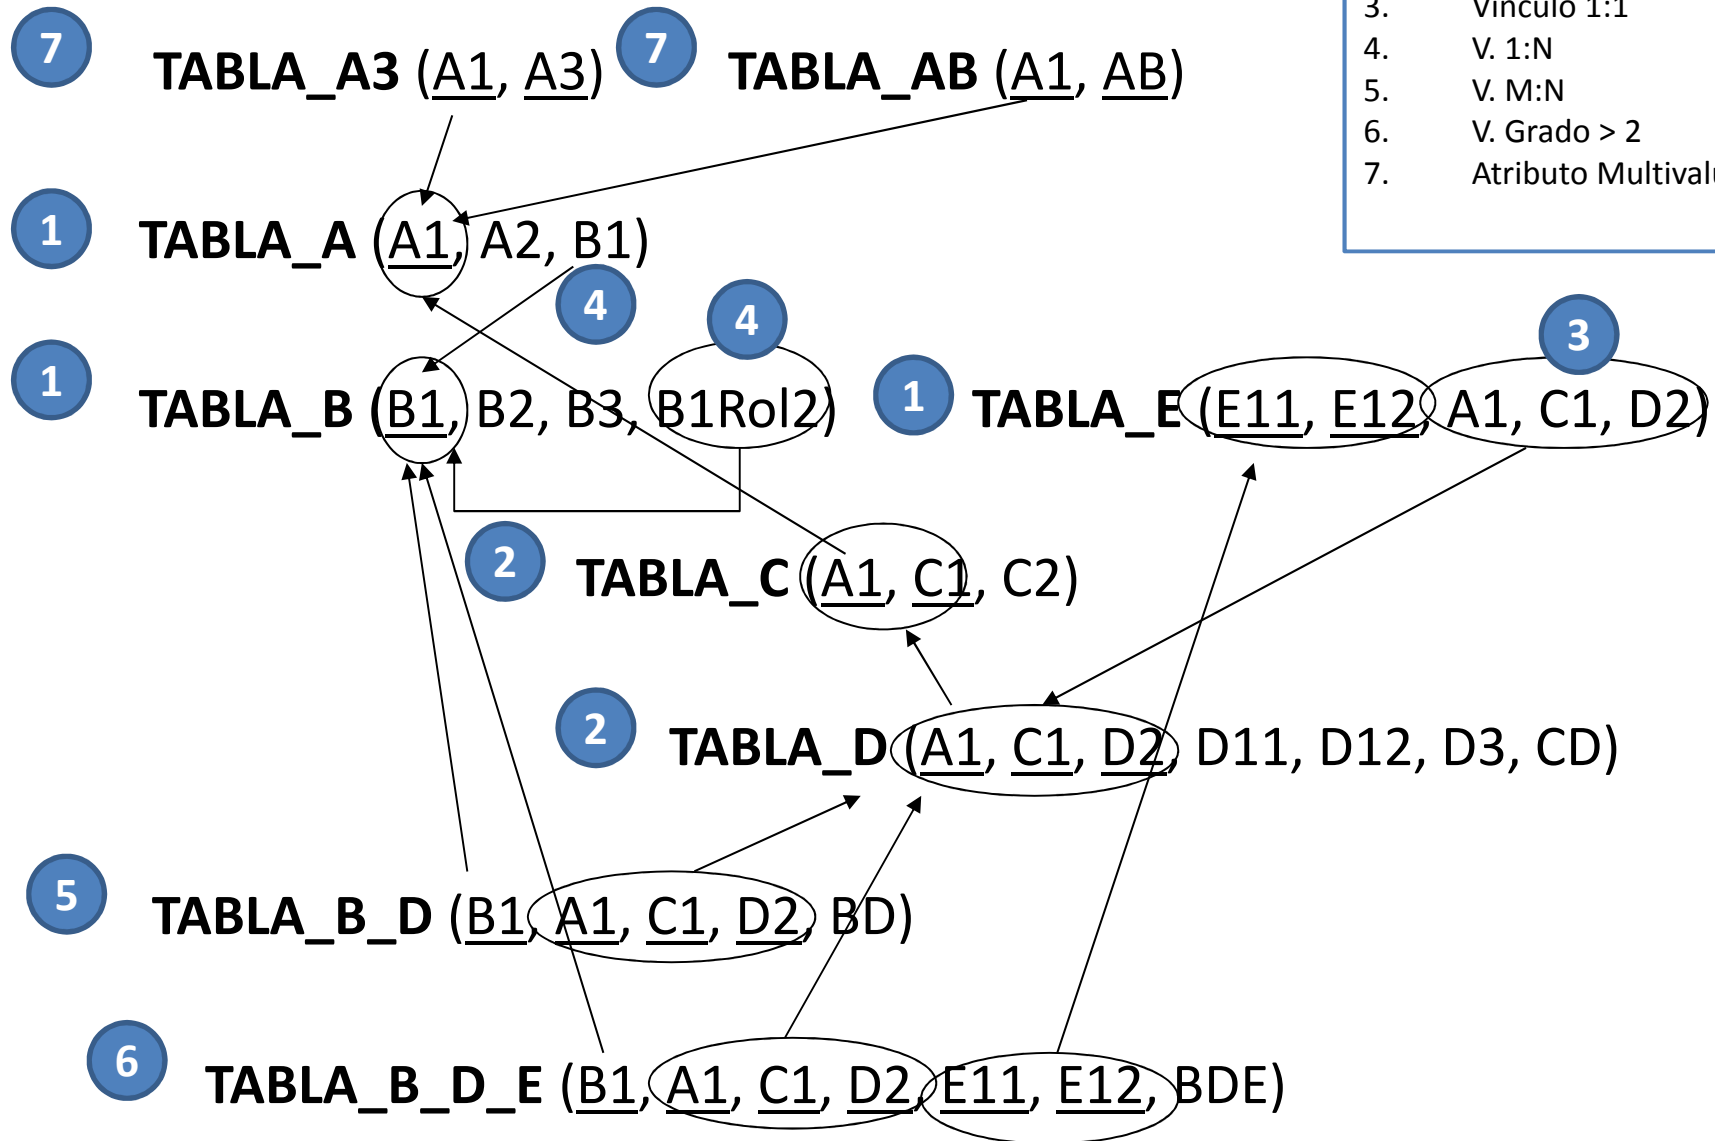 3. Vínculo 1:1
4. V. 1:N
5. V. M:N
6. V. Grado > 2
7. Atributo
7 TABLA_A3 (A1, A3) 7 TABLA_AB (A1, AB)
1 TABLA_A (A1, A2, B1)
4 4 3
1 TABLA_B (B1, B2, B3, B1Rol2) 1 TABLA_E (E11, E12, A1, C1, D2)
2 TABLA_C (A1, C1, C2)
2 TABLA_D (A1, C1, D2, D11, D12, D3, CD)
5 TABLA_B_D (B1, A1, C1, D2, BD)
6 TABLA_B_D_E (B1, A1, C1, D2, E11, E12, BDE)